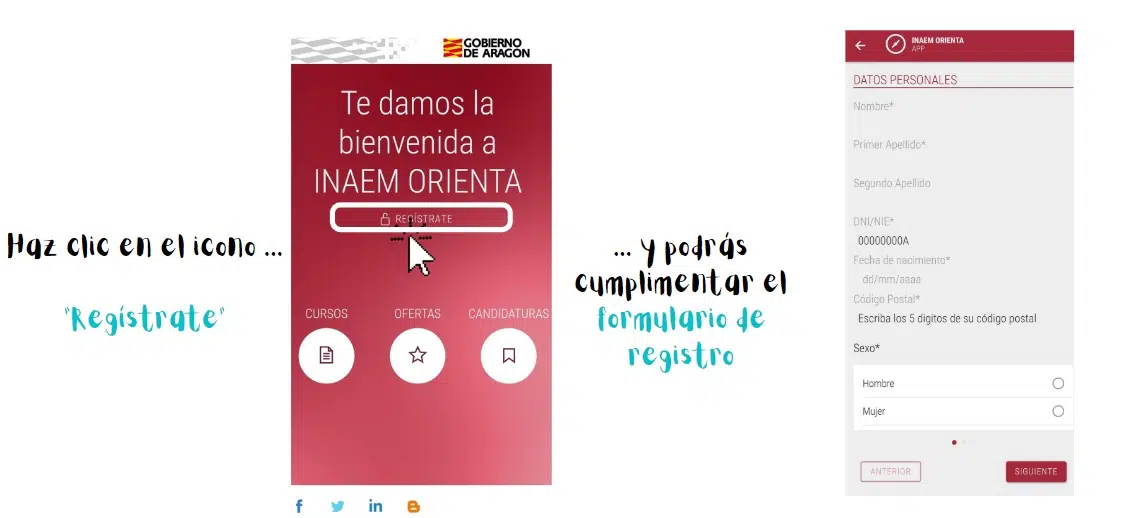 Haz clic en el icono ...
"Regístrate"
GOBIERNO
DE ARAGON
Te damos la
bienvenida a
INAEM ORIENTA
REGÍSTRATE
CURSOS
OFERTAS
CANDIDATURAS
... y podrás
cumplimentar el
formulario de
registro
INAEM ORIENTA
APP
DATOS PERSONALES
Nombre*
Primer Apellido*
Segundo Apellido
DNI/NIE*
00000000A
Fecha de nacimiento*
dd/mm/aaaa
Código Postal*
Escriba los 5 digitos de su código postal
Sexo*
Hombre
Mujer
ANTERIOR
SIGUIENTE